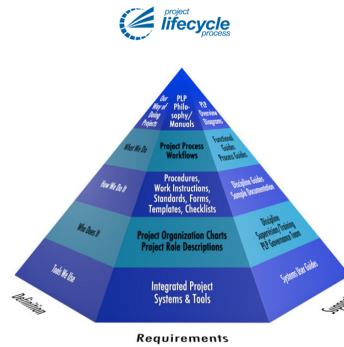 project
lifecycle
process
Our
Way of
Doing
Projects
PLP
Philo-
sophy/
Manuals
PLP
Overview
Diagrams
What We Do
Project Process
Workflows
Functional
Guides
Process Guides
How We Do It
Procedures,
Work Instructions,
Standards, Forms,
Templates, Checklists
Discipline Guides
Sample Documentation
Who Does It
Project Organization Charts
Project Role Descriptions
Discipline
Supervision/Training
PLP Governance Team
Tools We Use
Integrated Project
Systems & Tools
Systems User Guides
Definition
Requirements